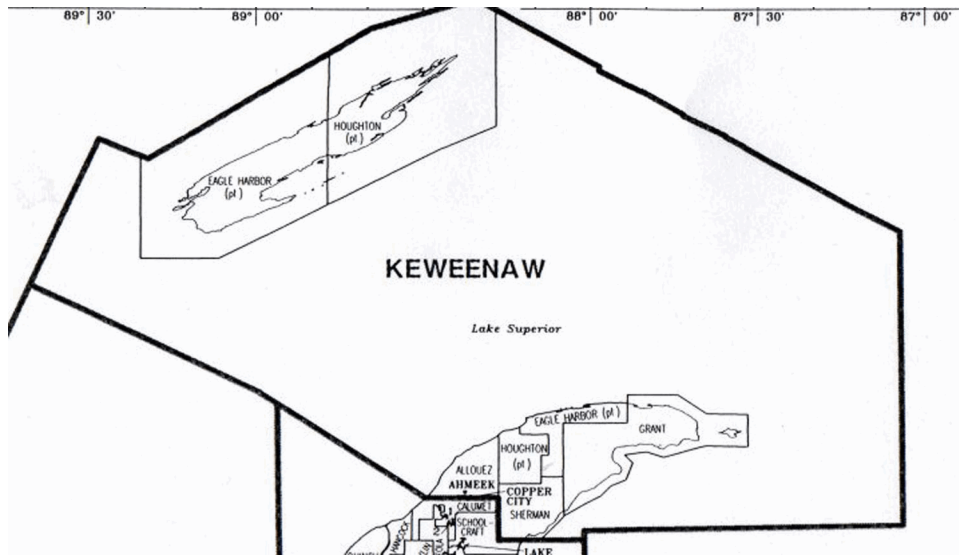 89° 30'
89° 00'
88° 00'
87° 30'
87° 00'
HOUGHTON
(pt)
EAGLE HARBOR
(pt)
KEWEENAW
Lake Superior
EAGLE HARBOR (pt)
GRANT
HOUGHTON
(pt)
ALLOUEZ
AHMEEK
COPPER
CITY
SHERMAN
CALUMET
SCHOOL-
CRAFT
HANCOCK
LAKE